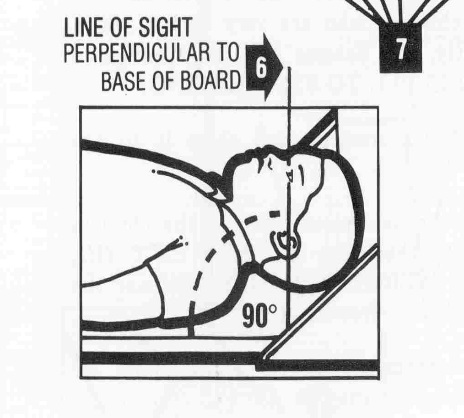 LINE OF SIGHT
PERPENDICULAR TO
BASE OF BOARD
6
7
90°